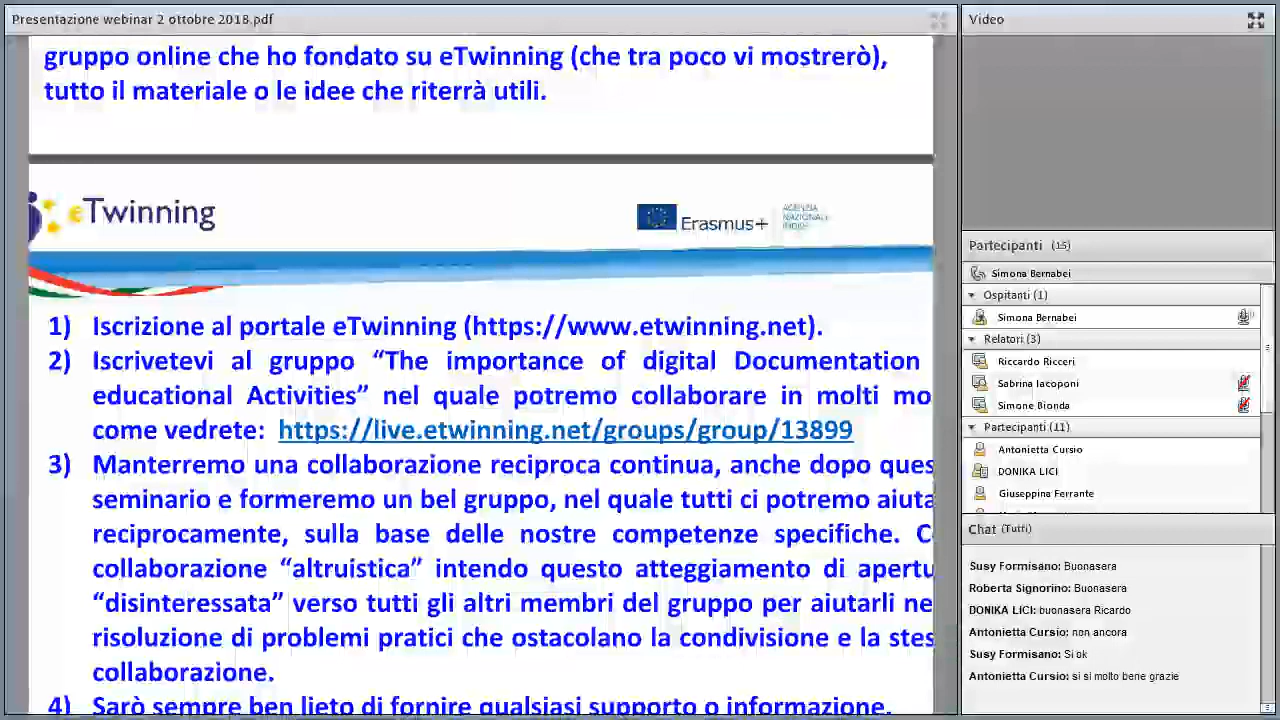 Presentazione webinar 2 ottobre 2018.pdf
gruppo online che ho fondato su eTwinning (che tra poco vi mostrerò),
tutto il materiale o le idee che riterrà utili.
eTwinning
Erasmus+
AGENZIA
NAZIONALE
INDIRE
1) Iscrizione al portale eTwinning (https://www.etwinning.net).
2) Iscrivetevi al gruppo “The importance of digital Documentation
educational Activities” nel quale potremo collaborare in molti mo
come vedrete: https://live.etwinning.net/groups/group/13899
3) Manterremo una collaborazione reciproca continua, anche dopo ques
seminario e formeremo un bel gruppo, nel quale tutti ci potremo aiuta
reciprocamente, sulla base delle nostre competenze specifiche. C
collaborazione “altruistica” intendo questo atteggiamento di apertu
“disinteressata” verso tutti gli altri membri del gruppo per aiutarli ne
risoluzione di problemi pratici che ostacolano la condivisione e la stes
collaborazione.
4) Sarò sempre ben lieto di fornire qualsiasi supporto o informazione.
Video
Partecipanti (15)
Simona Bernabei
Ospitanti (1)
Simona Bernabei
Relatori (3)
Riccardo Ricceri
Sabrina Iacoponi
Simone Bionda
Partecipanti (11)
Antonietta Cursio
DONIKA LICI
Giuseppina Ferrante
Chat (Tutti)
Susy Formisano: Buonasera
Roberta Signorino: Buonasera
DONIKA LICI: buonasera Ricardo
Antonietta Cursio: non ancora
Susy Formisano: Si ok
Antonietta Cursio: si si molto bene grazie